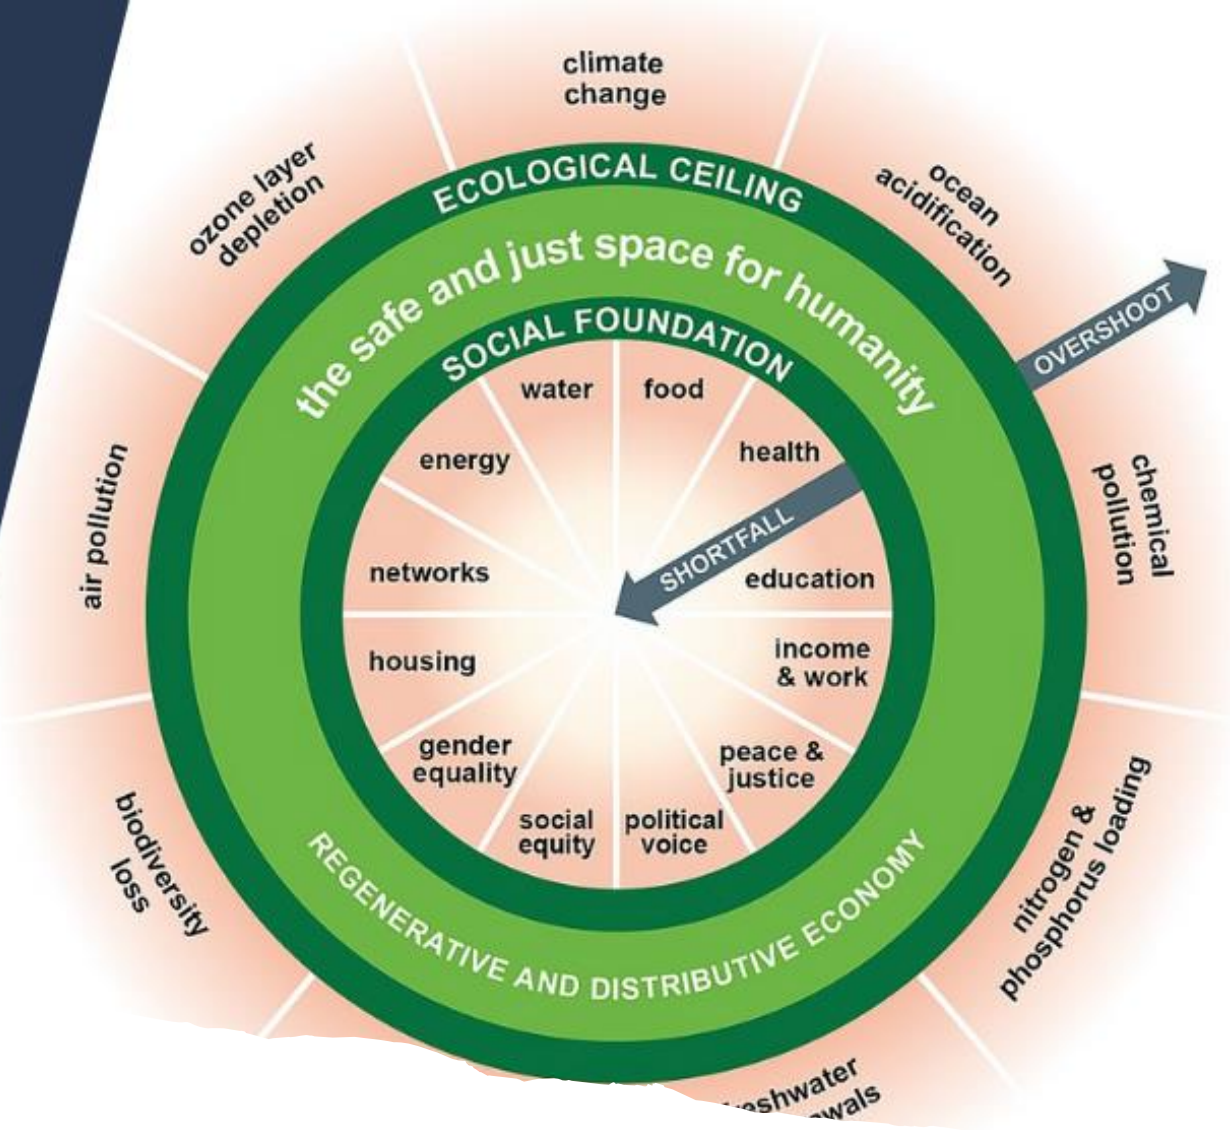 climate
change
ozone layer
depletion
ocean
acidification
ECOLOGICAL CEILING
the safe and just space for humanity
OVERSHOOT
SOCIAL FOUNDATION
water
food
energy
health
SHORTFALL
air pollution
chemical
pollution
networks
education
housing
income
& work
gender
equality
peace &
justice
social
equity
political
voice
biodiversity
loss
nitrogen &
phosphorus loading
REGENERATIVE AND DISTRIBUTIVE ECONOMY